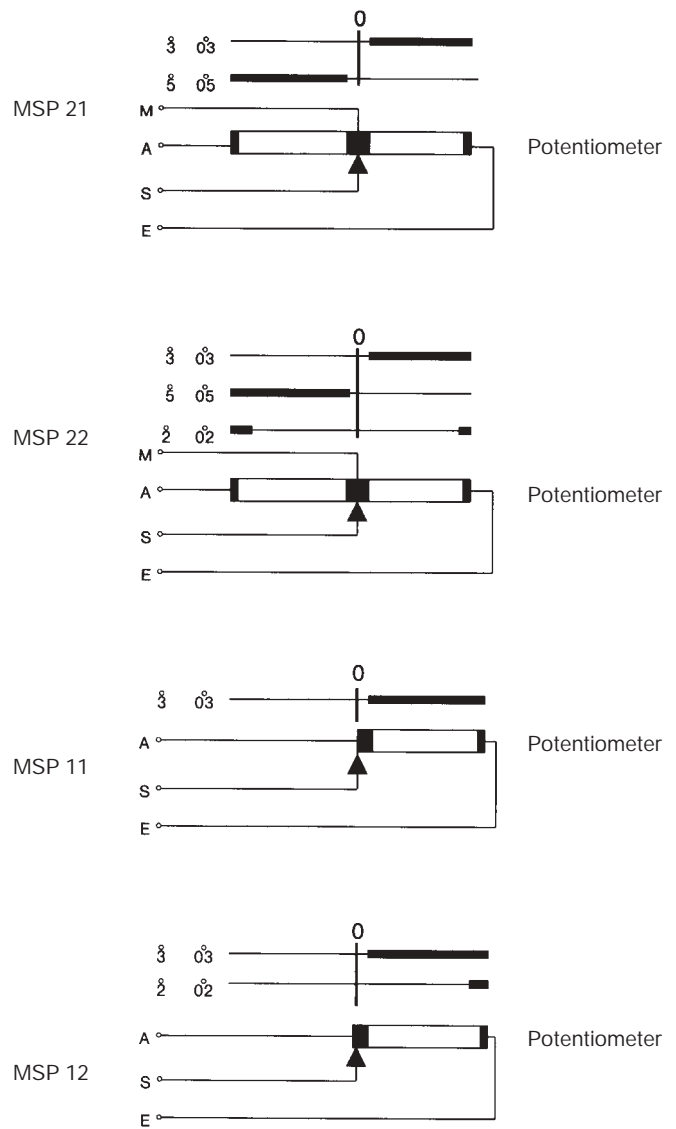 0
3 03
5 05
MSP 21
M
A
Potentiometer
S
E
0
3 03
5 05
2 02
MSP 22
M
A
Potentiometer
S
E
0
3 03
A
Potentiometer
MSP 11
S
E
0
3 03
2 02
A
Potentiometer
MSP 12
S
E